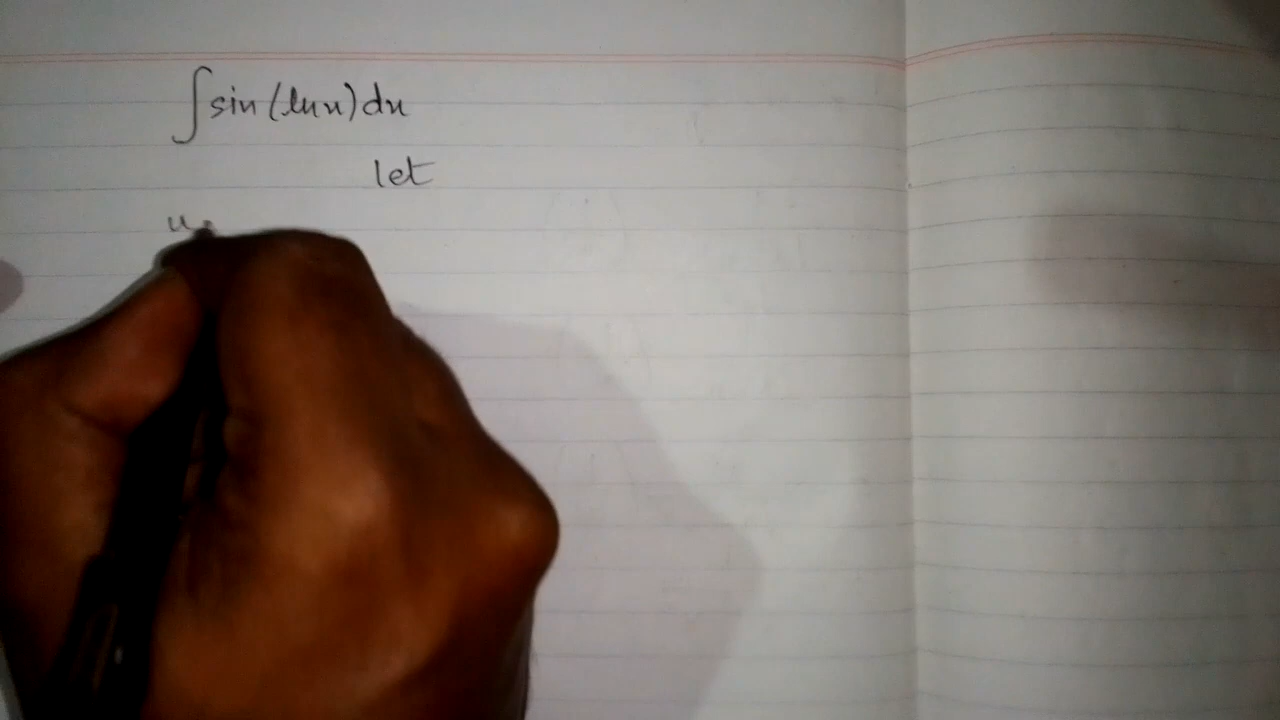 ∫sin(lnx)dx
let
u